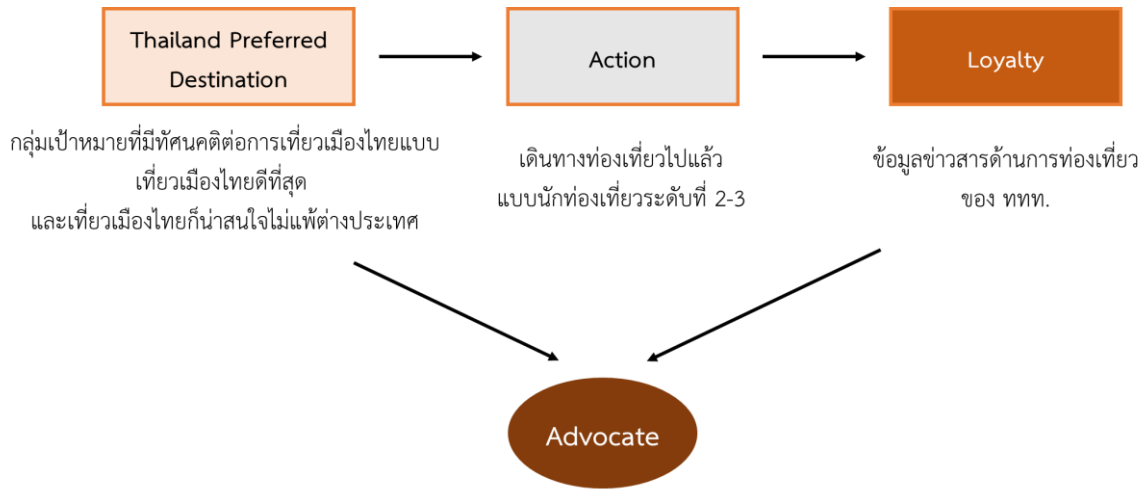 Thailand Preferred
Destination
กลุ่มเป้าหมายที่มีทัศนคติต่อการเที่ยวเมืองไทยแบบ
เที่ยวเมืองไทยดีที่สุด
และเที่ยวเมืองไทยก็น่าสนใจไม่แพ้ต่างประเทศ
Action
เดินทางท่องเที่ยวไปแล้ว
แบบนักท่องเที่ยวระดับที่ 2-3
Loyalty
ข้อมูลข่าวสารด้านการท่องเที่ยว
ของ ททท.
Advocate